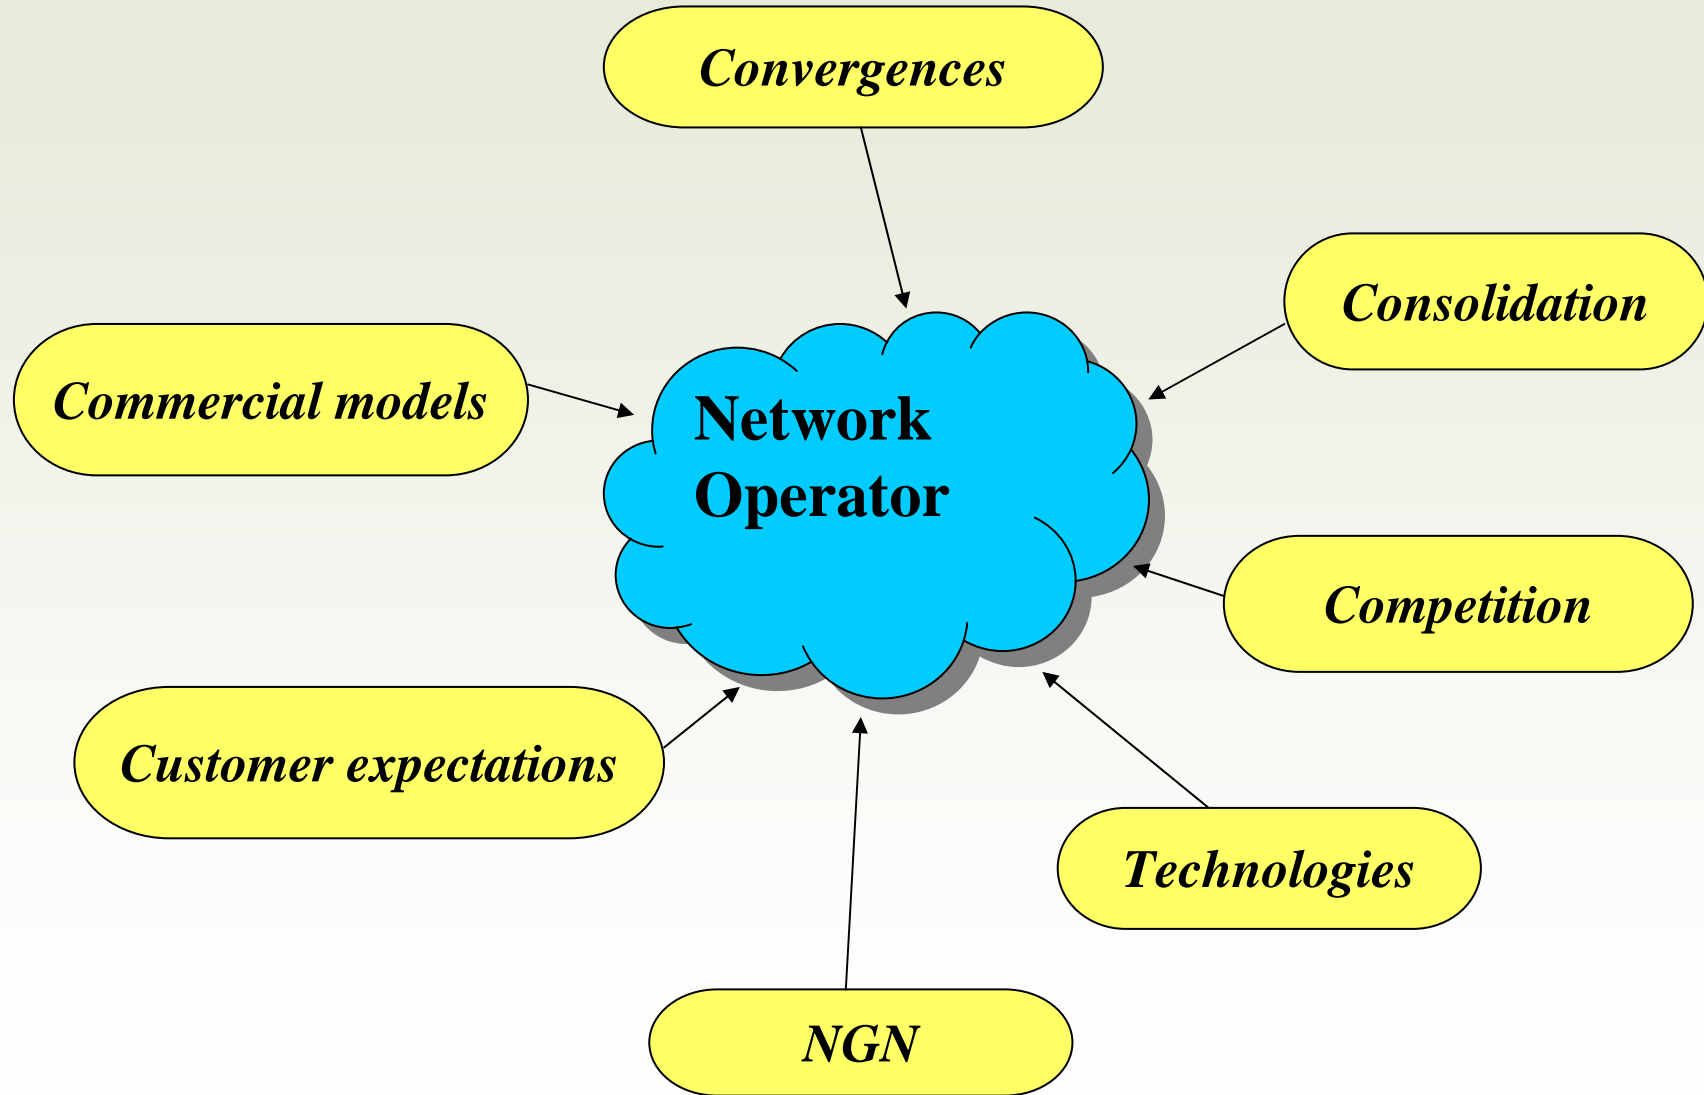 Convergences
Consolidation
Commercial models
Network
Operator
Competition
Customer expectations
Technologies
NGN